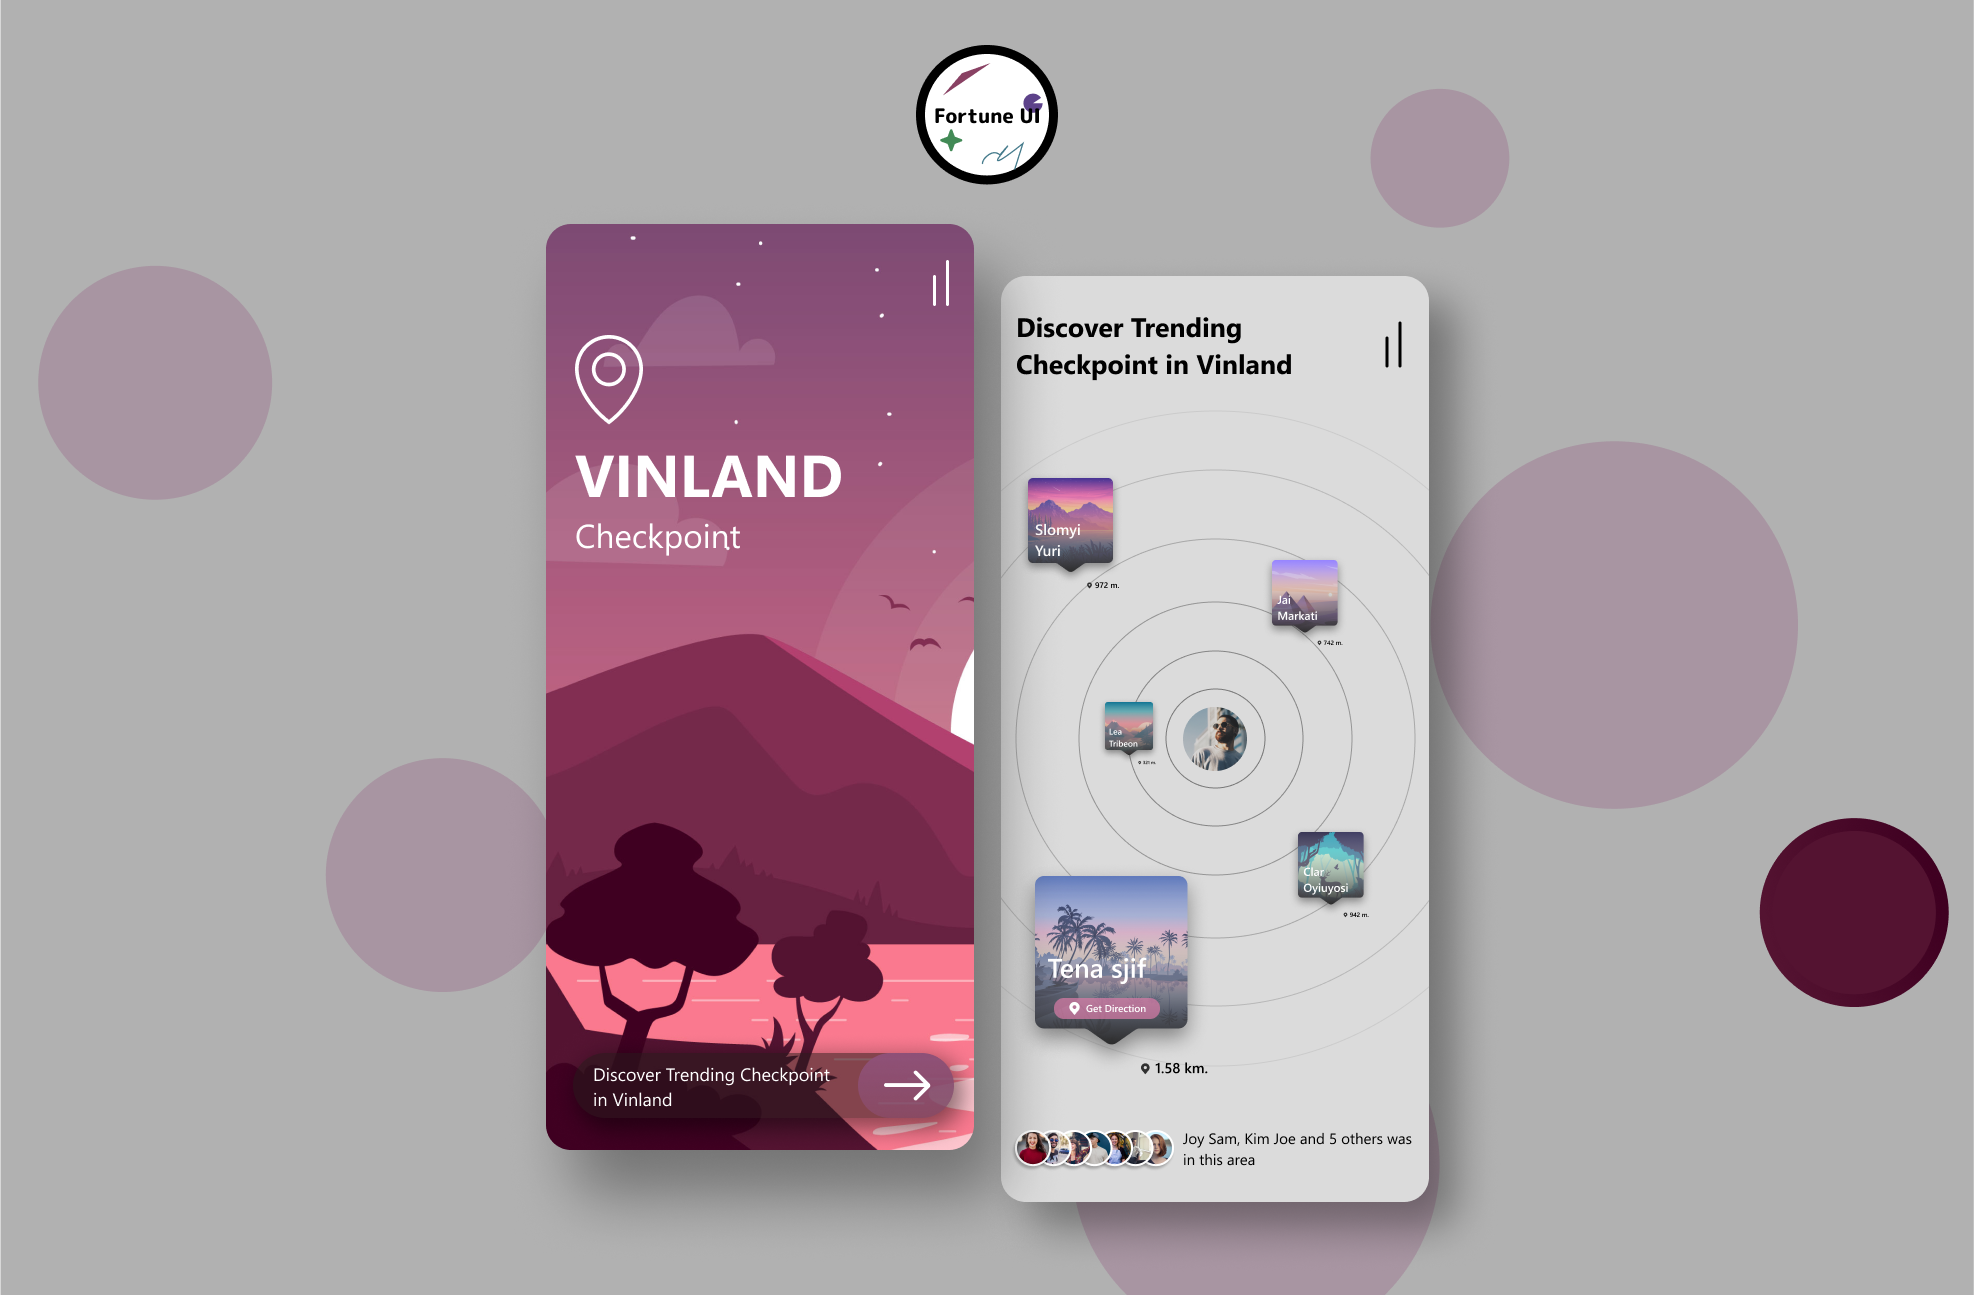 Fortune UI
VINLAND
Checkpoint
Discover Trending Checkpoint
in Vinland
Discover Trending
Checkpoint in Vinland
Slomyi
Yuri
972 m.
Jai
Markati
742 m.
Lea
Tribeon
321 m.
Clar
Oyiuyosi
942 m.
Tena sjif
Get Direction
1.58 km.
Joy Sam, Kim Joe and 5 others was
in this area